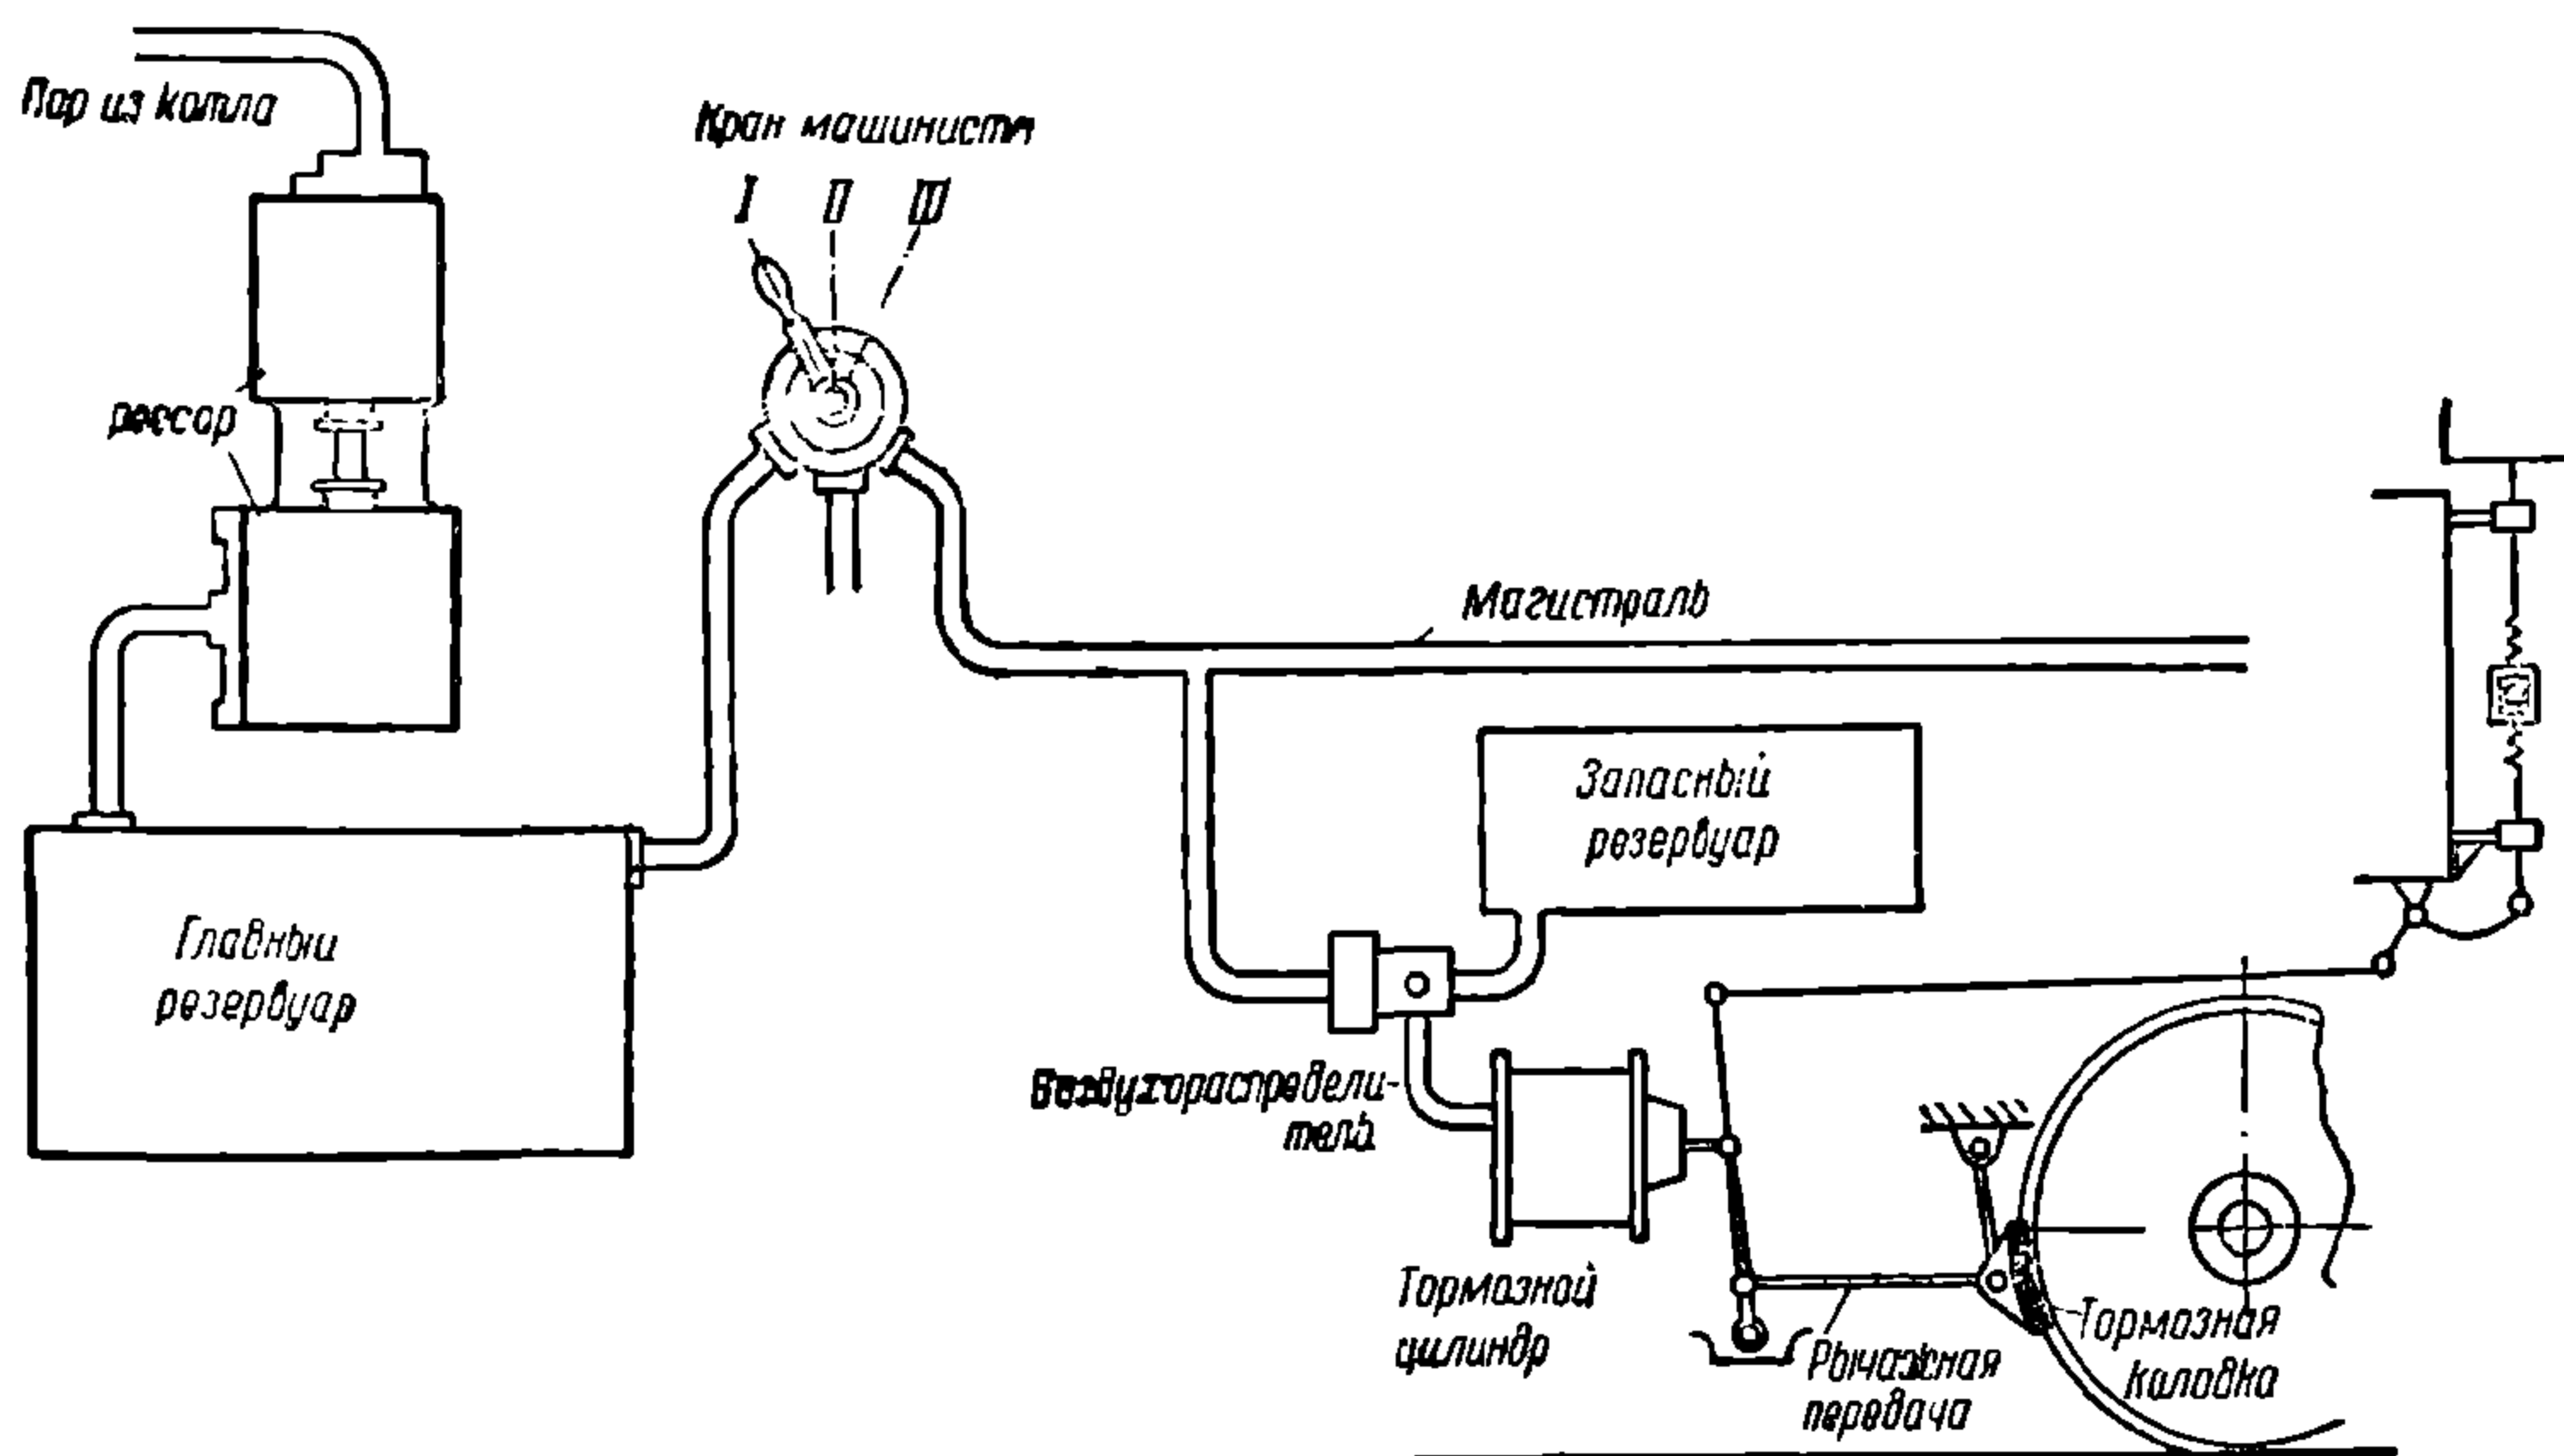 Пар из котла
Кран машиниста
I II III
рессор
Магистраль
Запасный
резервуар
Главный
резервуар
Воздухораспредели-
тель
Тормозной
цилиндр
Рычажная
передача
Тормозная
колодка